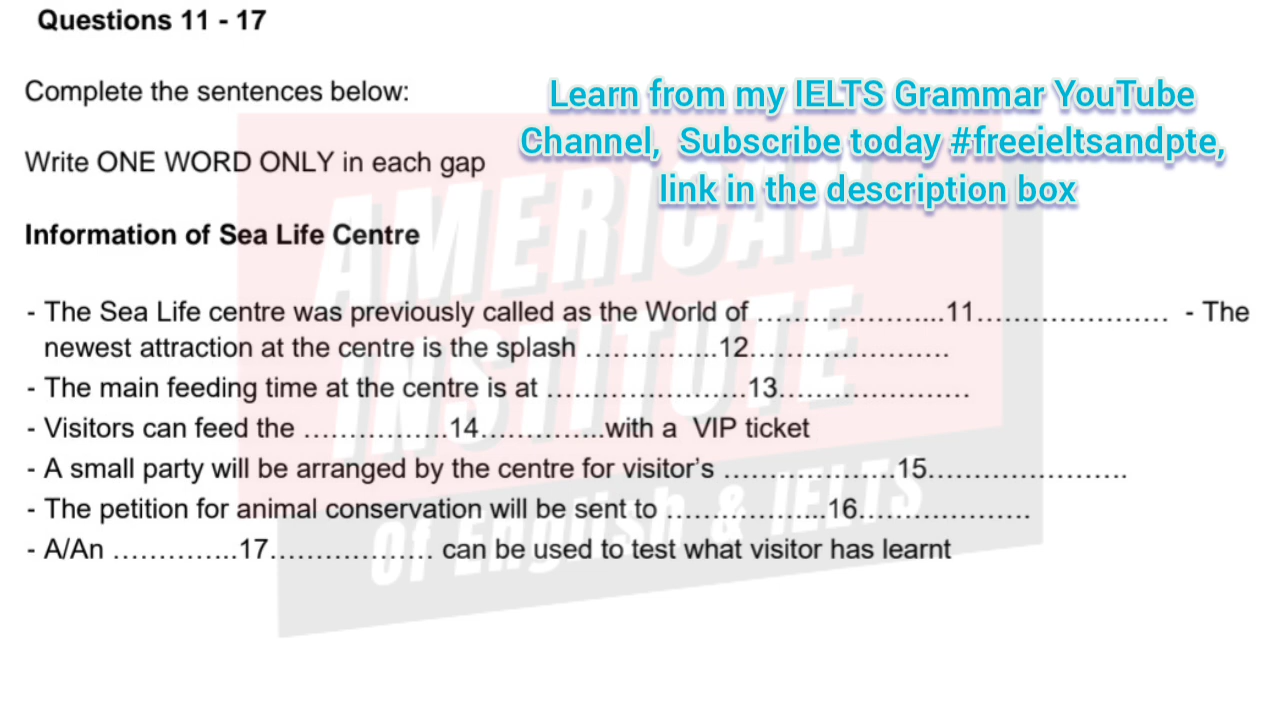 Questions 11 - 17
Complete the sentences below:
Learn from my IELTS Grammar YouTube
Channel, Subscribe today #freeieltsandpte,
link in the description box
Write ONE WORD ONLY in each gap
Information of Sea Life Centre
- The Sea Life centre was previously called as the World of …………………11………………… - The
newest attraction at the centre is the splash ……………12………………….
- The main feeding time at the centre is at ………………….13…………………
- Visitors can feed the …………….14…………..with a VIP ticket
- A small party will be arranged by the centre for visitor's ……………….15………………….
- The petition for animal conservation will be sent to ………………16……………….
- A/An …………..17……………… can be used to test what visitor has learnt
AMERICAN
INSTITUTE
of English & IELTS